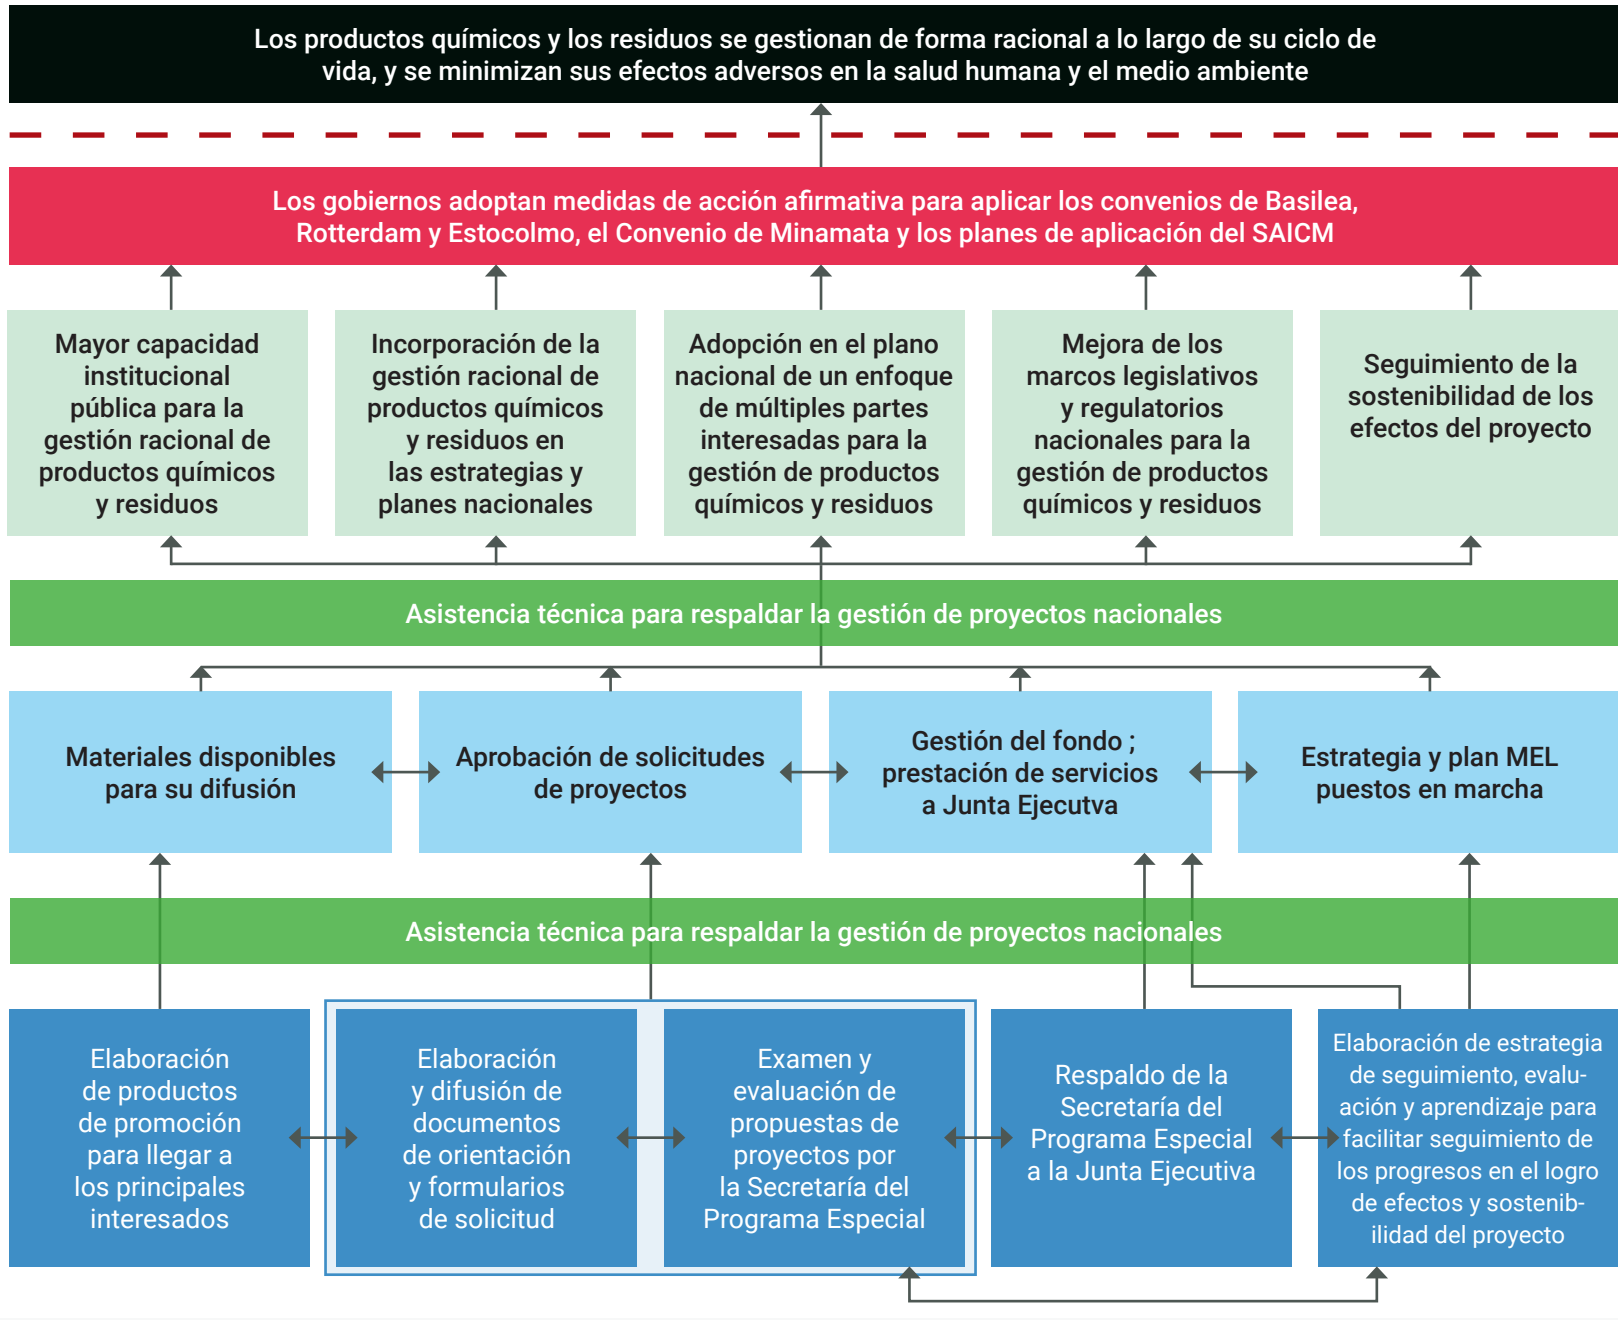 Los productos químicos y los residuos se gestionan de forma racional a lo largo de su ciclo de
vida, y se minimizan sus efectos adversos en la salud humana y el medio ambiente
Los gobiernos adoptan medidas de acción afirmativa para aplicar los convenios de Basilea,
Rotterdam y Estocolmo, el Convenio de Minamata y los planes de aplicación del SAICM
Mayor capacidad
institucional
pública para la
gestión racional de
productos químicos
y residuos
Incorporación de la
gestión racional de
productos químicos
y residuos en
las estrategias y
planes nacionales
Adopción en el plano
nacional de un enfoque
de múltiples partes
interesadas para la
gestión de productos
químicos y residuos
Mejora de los
marcos legislativos
y regulatorios
nacionales para la
gestión de productos
químicos y residuos
Seguimiento de la
sostenibilidad de los
efectos del proyecto
Asistencia técnica para respaldar la gestión de proyectos nacionales
Materiales disponibles
para su difusión
Aprobación de solicitudes
de proyectos
Gestión del fondo ;
prestación de servicios
a Junta Ejecutva
Estrategia y plan MEL
puestos en marcha
Asistencia técnica para respaldar la gestión de proyectos nacionales
Elaboración
de productos
de promoción
para llegar a
los principales
interesados
Elaboración
y difusión de
documentos
de orientación
y formularios
de solicitud
Examen y
evaluación de
propuestas de
proyectos por
la Secretaría del
Programa Especial
Respaldo de la
Secretaría del
Programa Especial
a la Junta Ejecutiva
Elaboración de estrategia
de seguimiento, evalu-
ación y aprendizaje para
facilitar seguimiento de
los progresos en el logro
de efectos y sostenib-
ilidad del proyecto